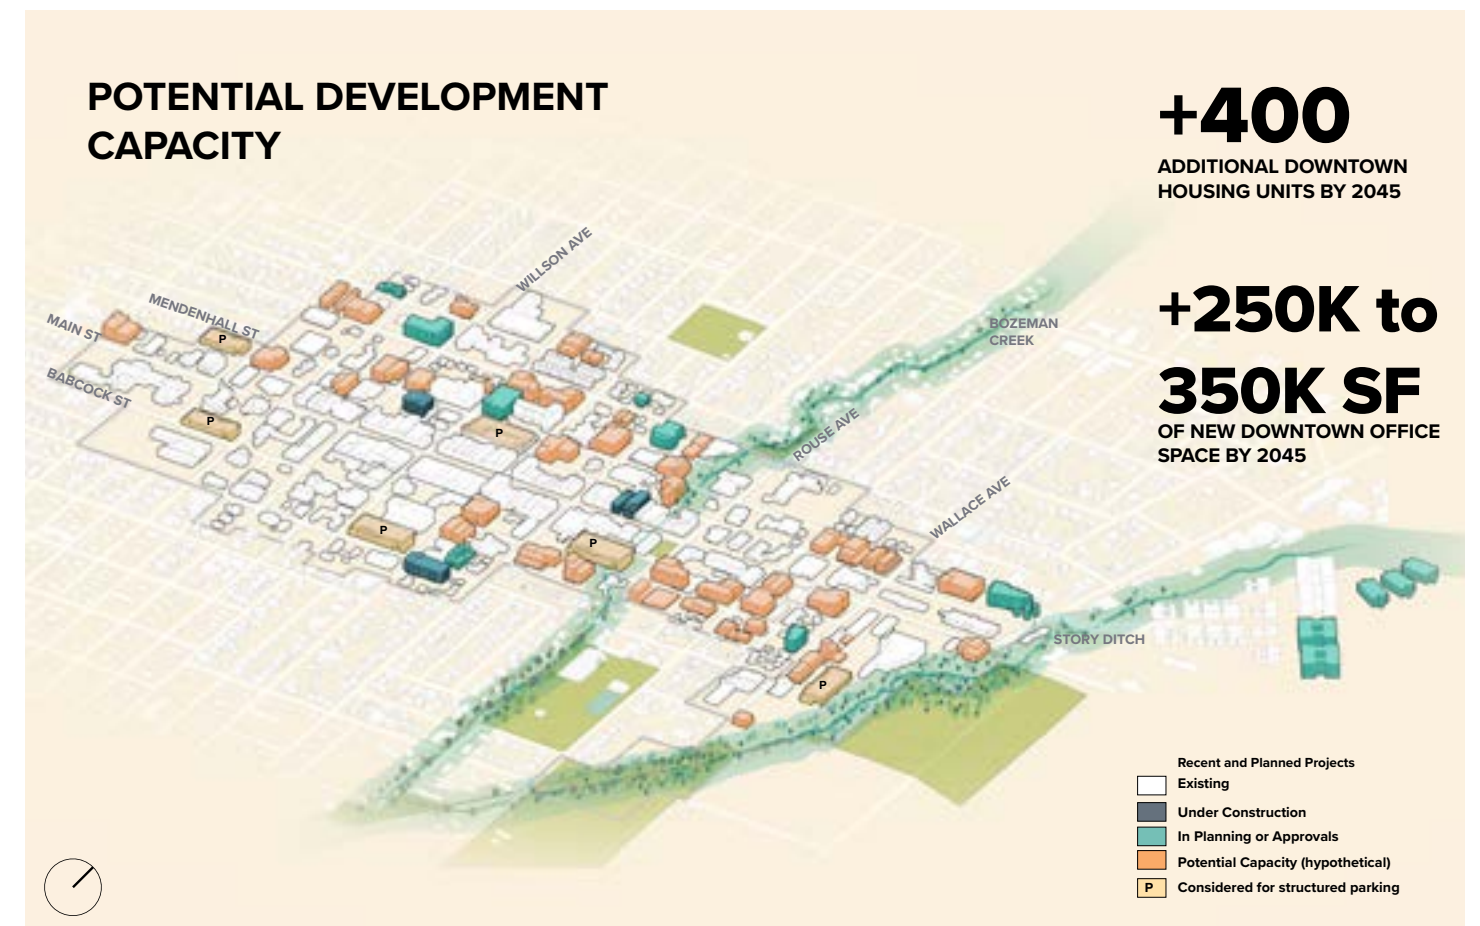 POTENTIAL DEVELOPMENT
CAPACITY
+400
ADDITIONAL DOWNTOWN
HOUSING UNITS BY 2045
+250K to
350K SF
OF NEW DOWNTOWN OFFICE
SPACE BY 2045
WILLSON AVE
MENDENHALL ST
MAIN ST
BABCOCK ST
P
P
P
P
P
P
BOZEMAN
CREEK
ROUSE AVE
WALLACE AVE
STORY DITCH
Recent and Planned Projects
Existing
Under Construction
In Planning or Approvals
Potential Capacity (hypothetical)
P Considered for structured parking